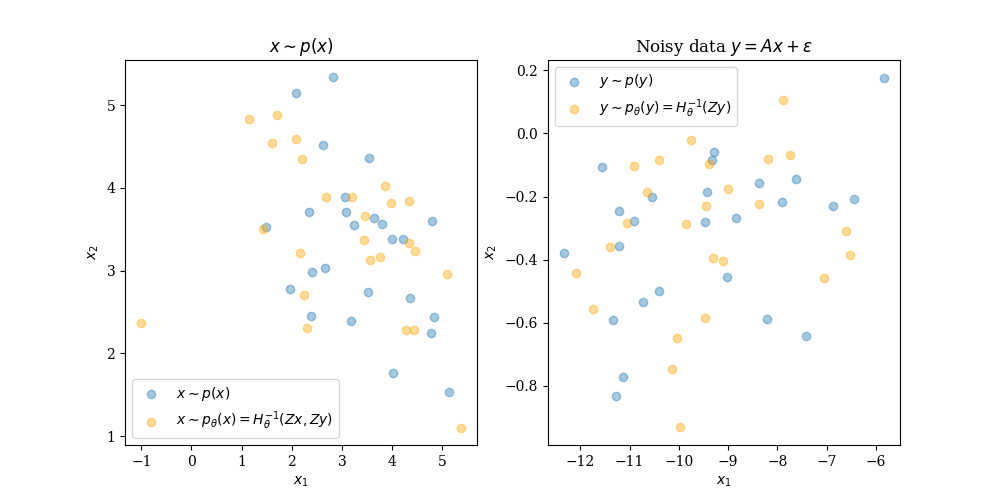 x ∼ p(x)
5
4
3
2
1
x₂
x ∼ p(x)
x ∼ p_θ(x) = H_θ^{-1}(Zx, Zy)
−1 0 1 2 3 4 5
x₁
Noisy data y = Ax + ε
0.2
0.0
−0.2
−0.4
−0.6
−0.8
x₂
y ∼ p(y)
y ∼ p_θ(y) = H_θ^{-1}(Zy)
−12 −11 −10 −9 −8 −7 −6
x₁